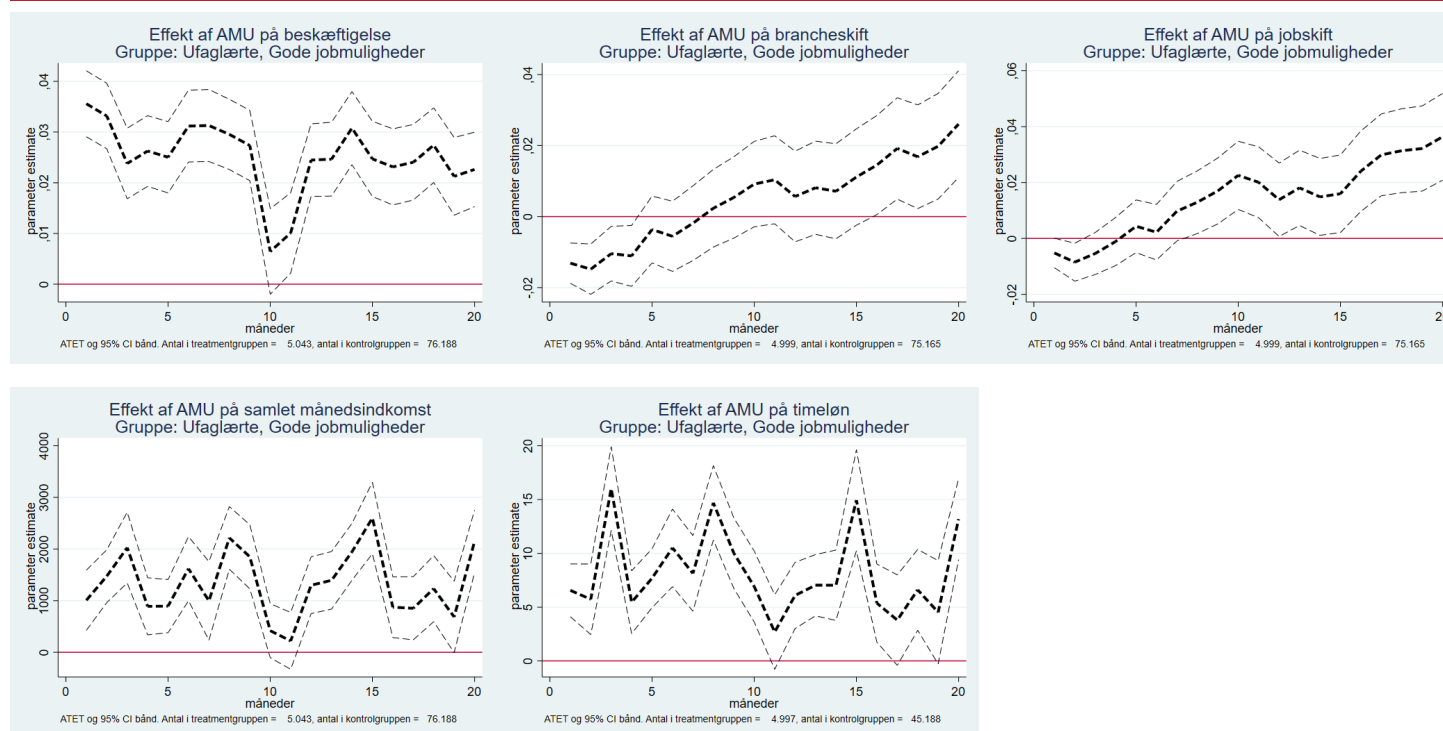 Effekt af AMU på beskæftigelse
Gruppe: Ufaglærte, Gode jobmuligheder
parameter estimate
,04
,03
,02
,01
0
0 5 10 15 20
måneder
ATET og 95% CI bånd. Antal i treatmentgruppen = 5.043, antal i kontrolgruppen = 76.188
Effekt af AMU på brancheskift
Gruppe: Ufaglærte, Gode jobmuligheder
parameter estimate
,04
,02
0
-,02
0 5 10 15 20
måneder
ATET og 95% CI bånd. Antal i treatmentgruppen = 4.999, antal i kontrolgruppen = 75.165
Effekt af AMU på jobskift
Gruppe: Ufaglærte, Gode jobmuligheder
parameter estimate
,06
,04
,02
0
-,02
0 5 10 15
måneder
ATET og 95% CI bånd. Antal i treatmentgruppen = 4.999, antal i kontrolgruppen = 75.165
Effekt af AMU på samlet månedsindkomst
Gruppe: Ufaglærte, Gode jobmuligheder
parameter estimate
4000
3000
2000
1000
0
0 5 10 15 20
måneder
ATET og 95% CI bånd. Antal i treatmentgruppen = 5.043, antal i kontrolgruppen = 76.188
Effekt af AMU på timeløn
Gruppe: Ufaglærte, Gode jobmuligheder
parameter estimate
20
15
10
5
0
0 5 10 15 20
måneder
ATET og 95% CI bånd. Antal i treatmentgruppen = 4.997, antal i kontrolgruppen = 45.188